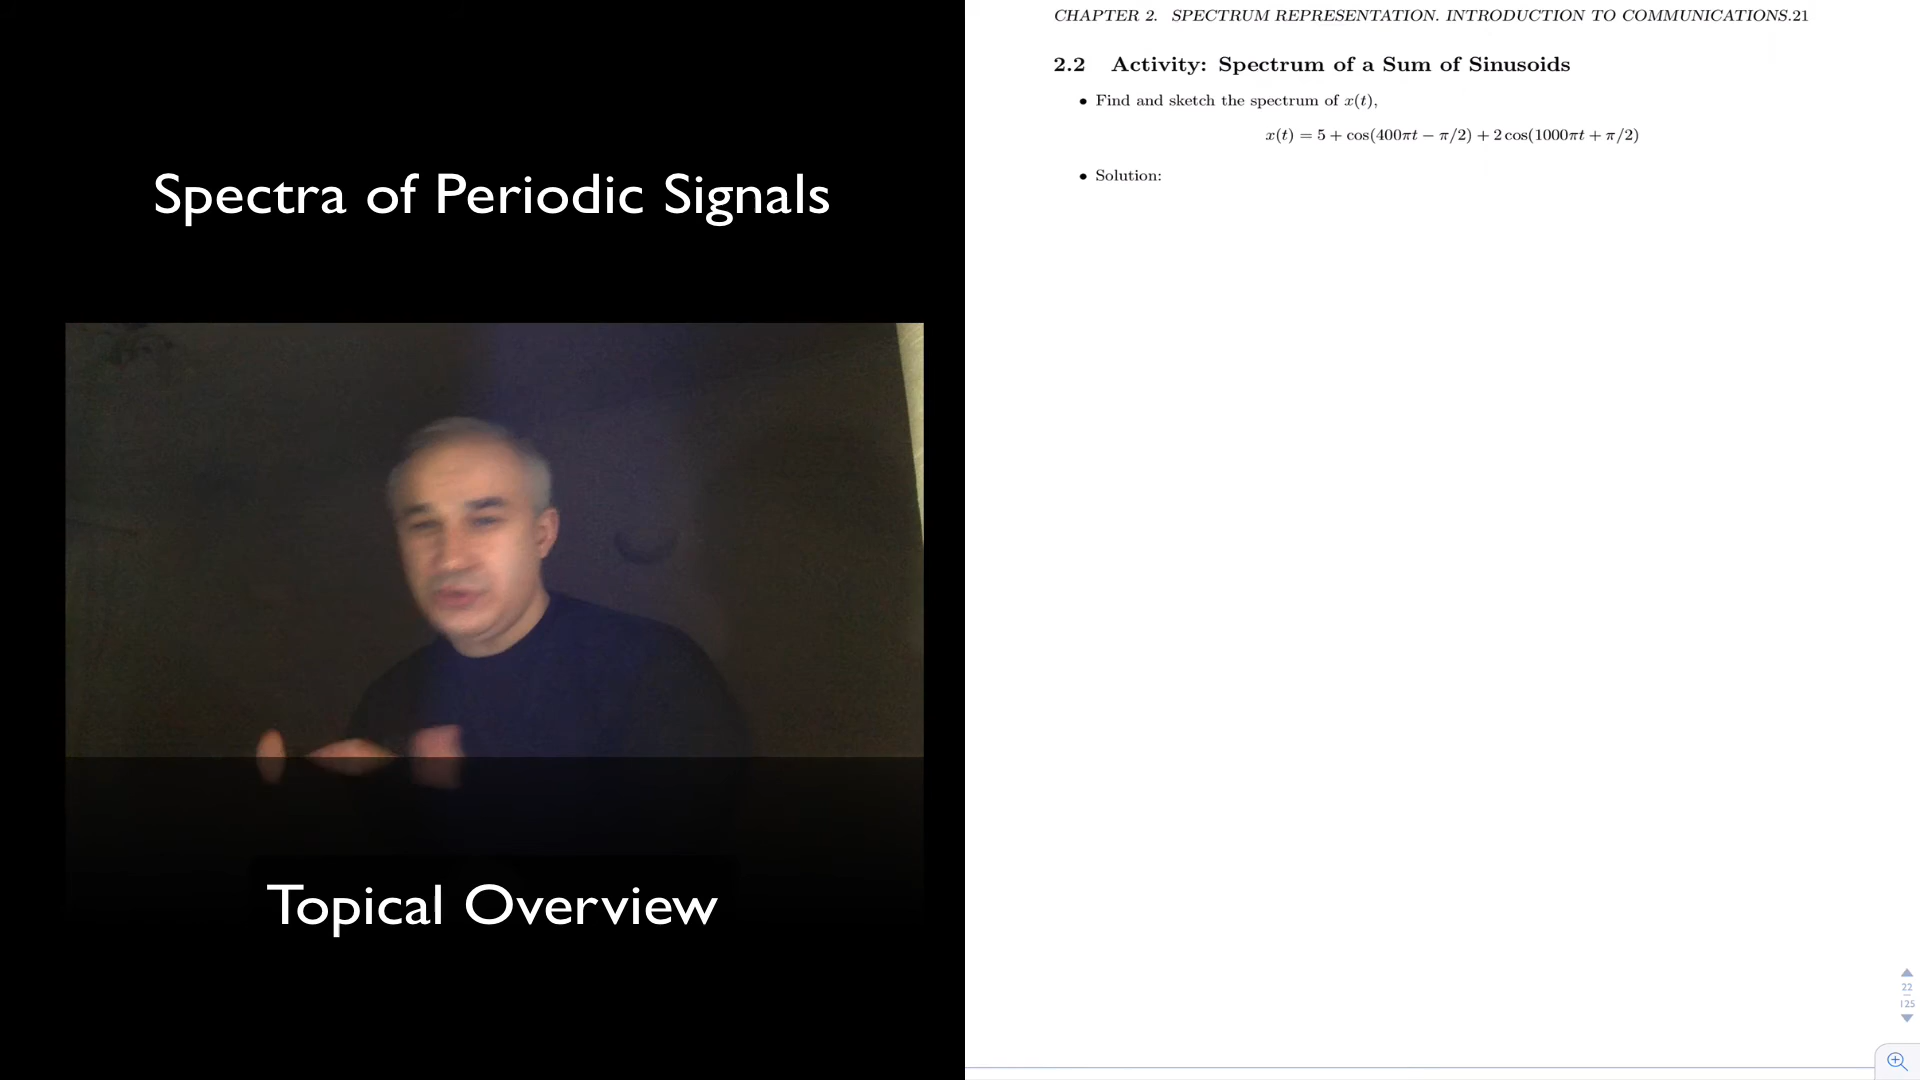 Spectra of Periodic Signals
Topical Overview
CHAPTER 2. SPECTRUM REPRESENTATION. INTRODUCTION TO COMMUNICATIONS.21
2.2 Activity: Spectrum of a Sum of Sinusoids
• Find and sketch the spectrum of x(t),
x(t) = 5 + cos(400πt − π/2) + 2 cos(1000πt + π/2)
• Solution:
22
125